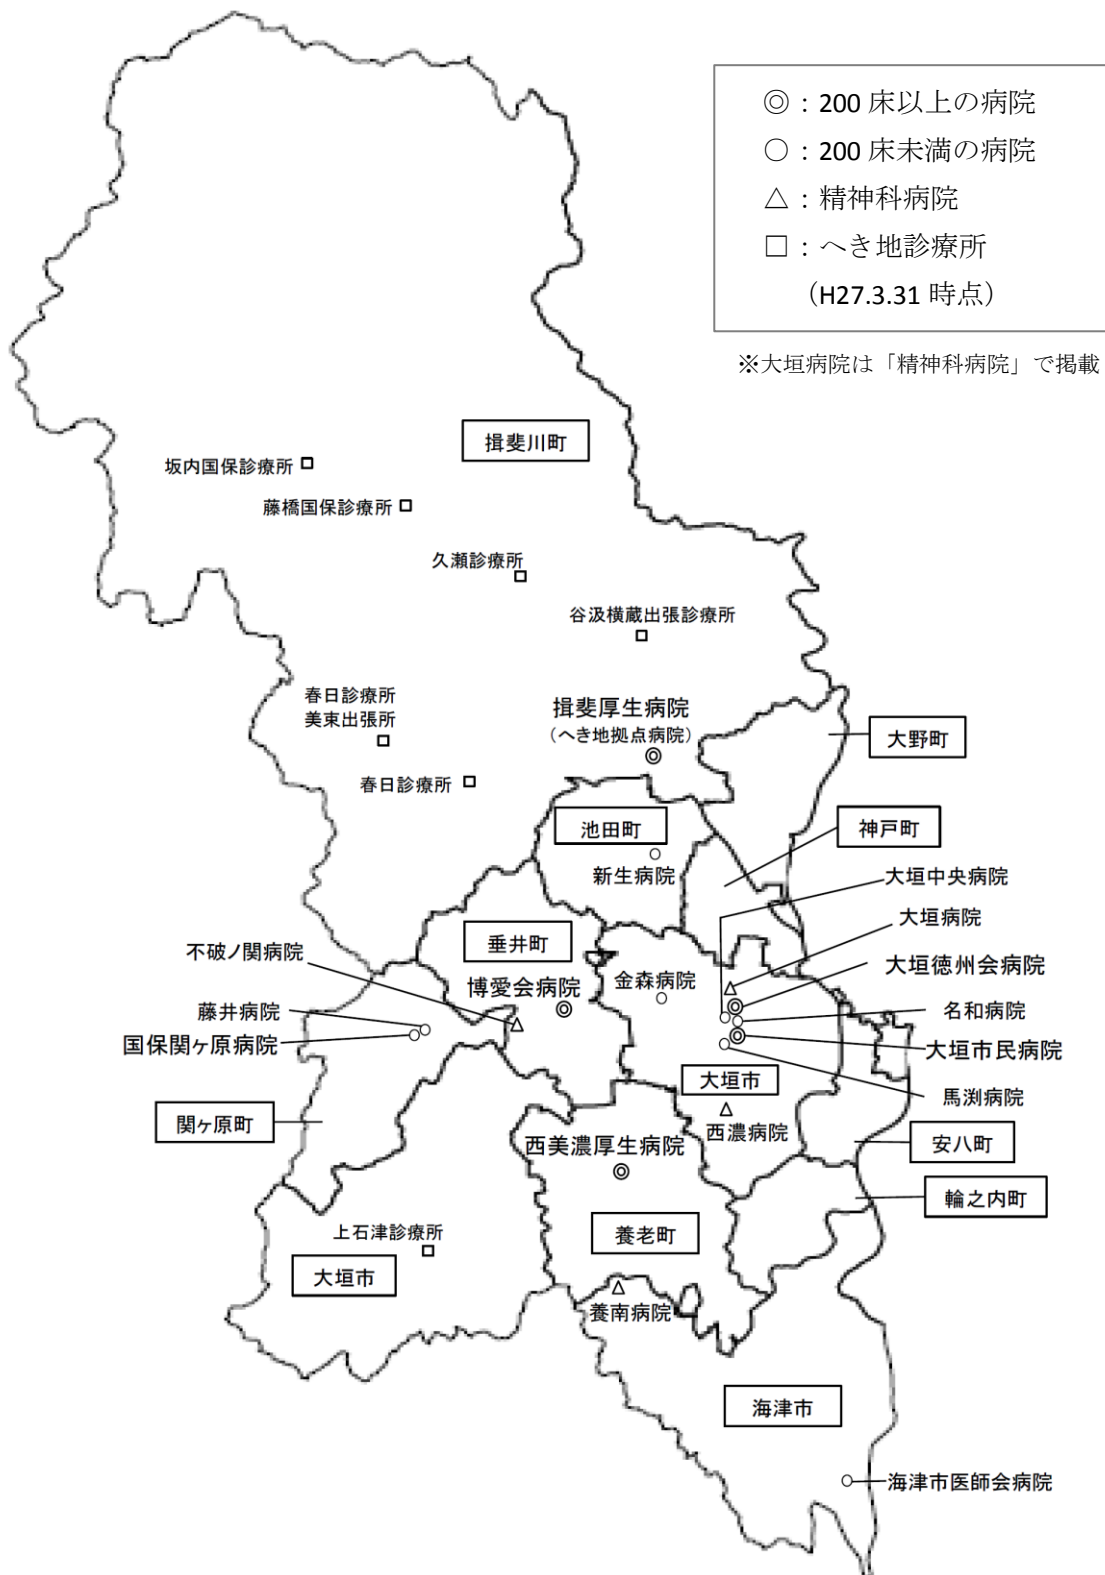 ◎：200 床以上の病院
○：200 床未満の病院
△：精神科病院
□：へき地診療所
（H27.3.31 時点）
※大垣病院は「精神科病院」で掲載
揖斐川町
坂内国保診療所
藤橋国保診療所
久瀬診療所
谷汲横蔵出張診療所
春日診療所
美束出張所
揖斐厚生病院
（へき地拠点病院）
大野町
春日診療所
池田町
神戸町
新生病院
大垣中央病院
大垣病院
垂井町
不破ノ関病院
大垣徳州会病院
金森病院
博愛会病院
藤井病院
名和病院
国保関ヶ原病院
大垣市民病院
大垣市
馬渕病院
関ヶ原町
西濃病院
西美濃厚生病院
安八町
輪之内町
上石津診療所
養老町
大垣市
養南病院
海津市
海津市医師会病院